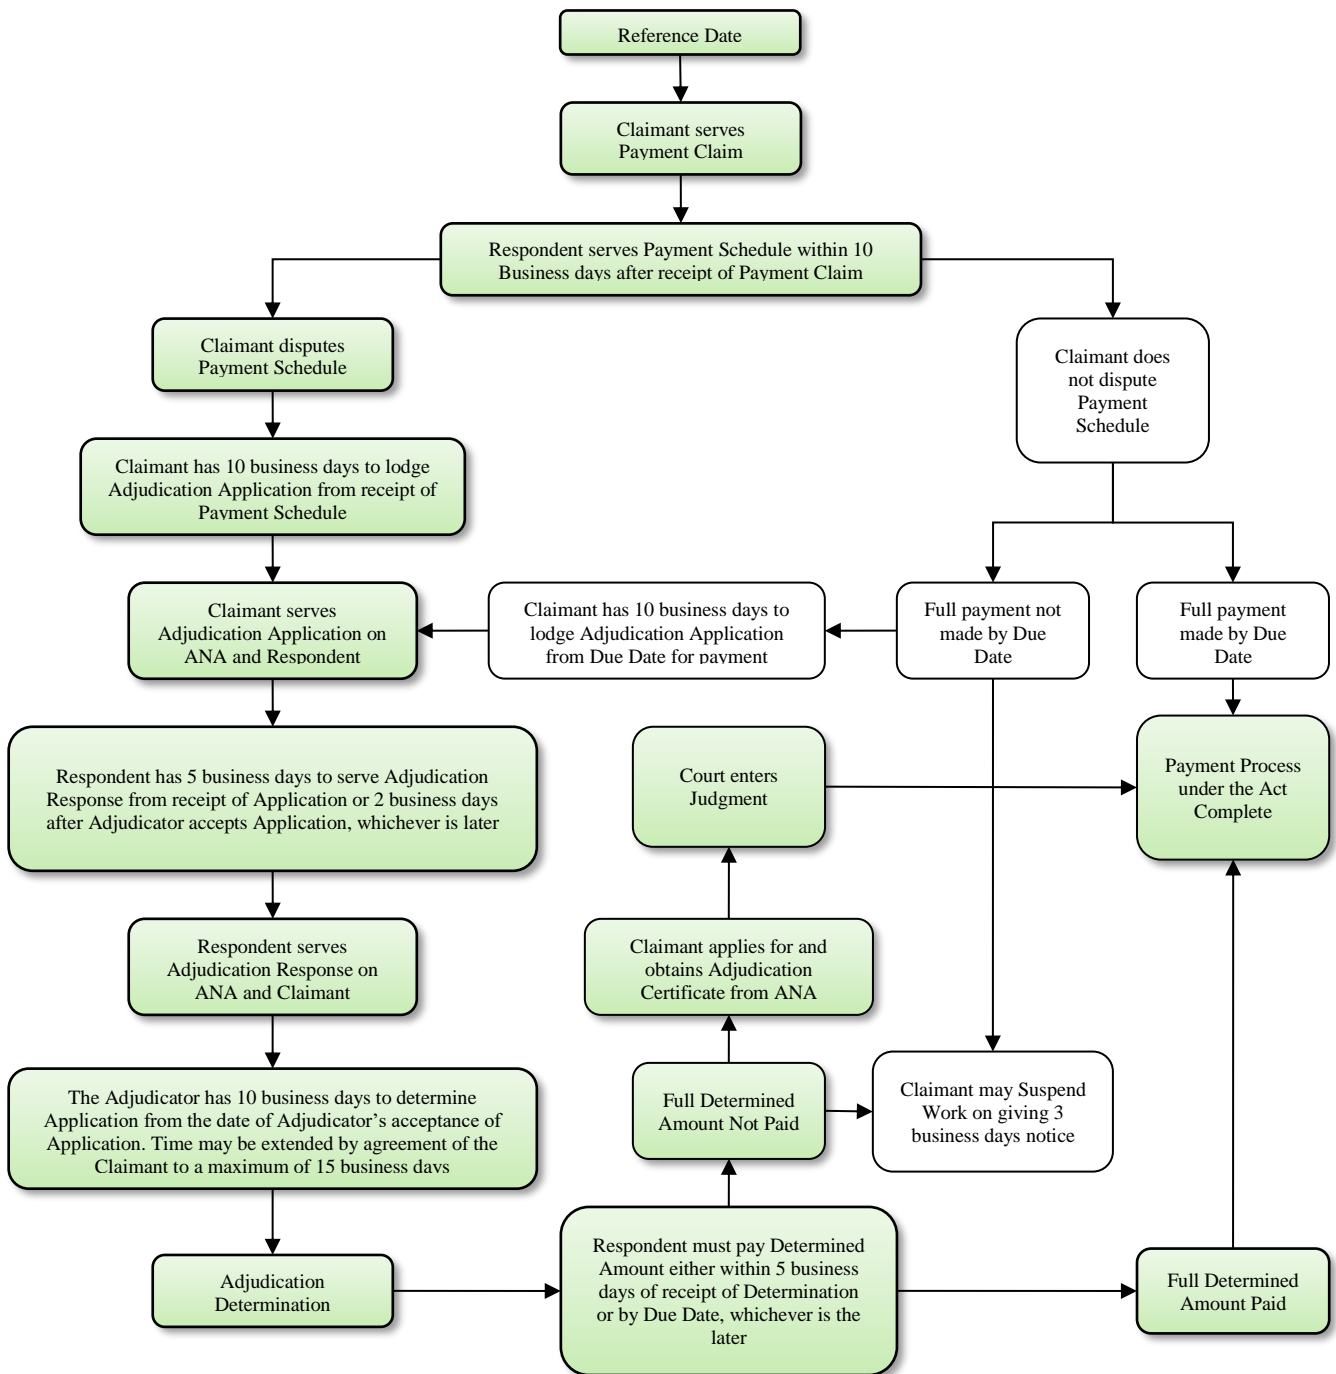 Reference Date
Claimant serves
Payment Claim
Respondent serves Payment Schedule within 10
Business days after receipt of Payment Claim
Claimant disputes
Payment Schedule
Claimant does
not dispute
Payment
Schedule
Claimant has 10 business days to lodge
Adjudication Application from receipt of
Payment Schedule
Claimant serves
Adjudication Application on
ANA and Respondent
Claimant has 10 business days to
lodge Adjudication Application
from Due Date for payment
Full payment not
made by Due
Date
Full payment
made by Due
Date
Respondent has 5 business days to serve Adjudication
Response from receipt of Application or 2 business days
after Adjudicator accepts Application, whichever is later
Court enters
Judgment
Payment Process
under the Act
Complete
Respondent serves
Adjudication Response on
ANA and Claimant
Claimant applies for and
obtains Adjudication
Certificate from ANA
The Adjudicator has 10 business days to determine
Application from the date of Adjudicator’s acceptance of
Application. Time may be extended by agreement of the
Claimant to a maximum of 15 business days
Full Determined
Amount Not Paid
Claimant may Suspend
Work on giving 3
business days notice
Adjudication
Determination
Respondent must pay Determined
Amount either within 5 business
days of receipt of Determination
or by Due Date, whichever is the
later
Full Determined
Amount Paid